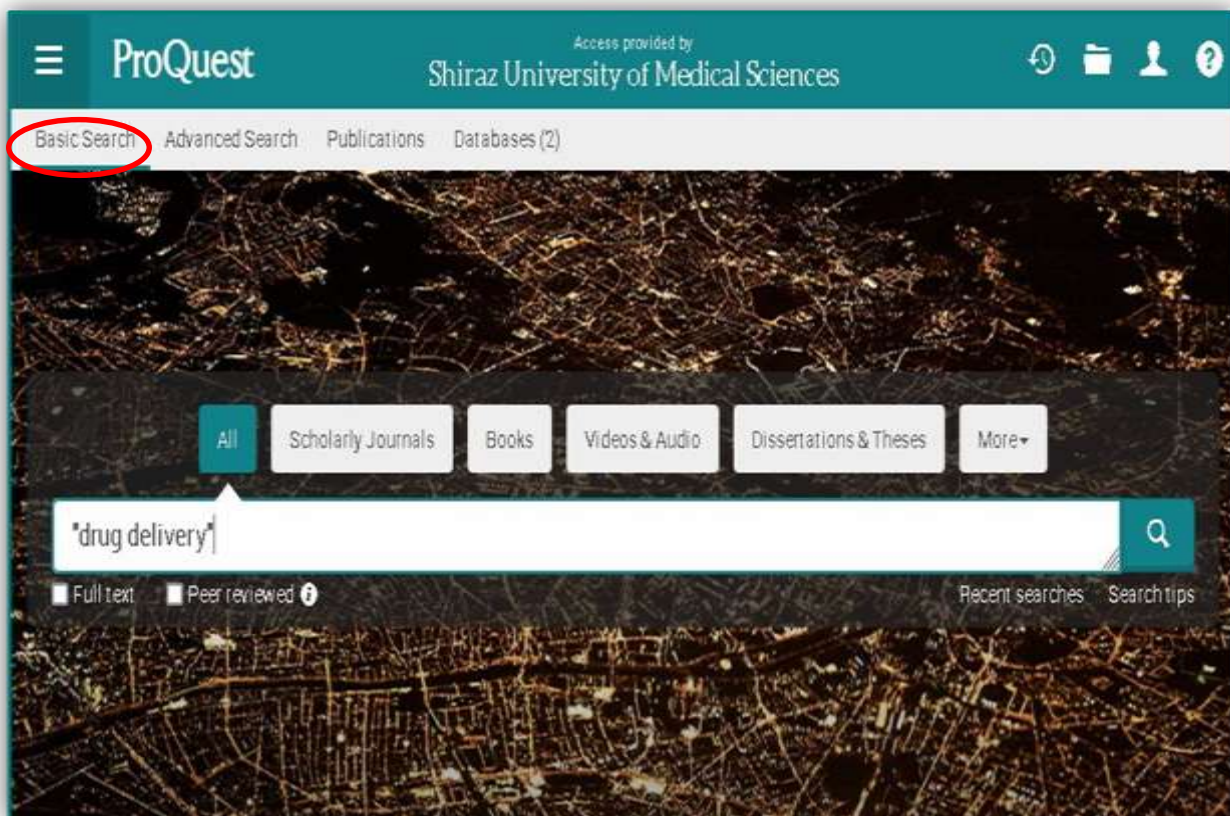 ProQuest
Access provided by
Shiraz University of Medical Sciences
?
Basic Search Advanced Search Publications Databases (2)
All Scholarly Journals Books Videos & Audio Dissertations & Theses More
"drug delivery"
Full text Peer reviewed i Recent searches Search tips